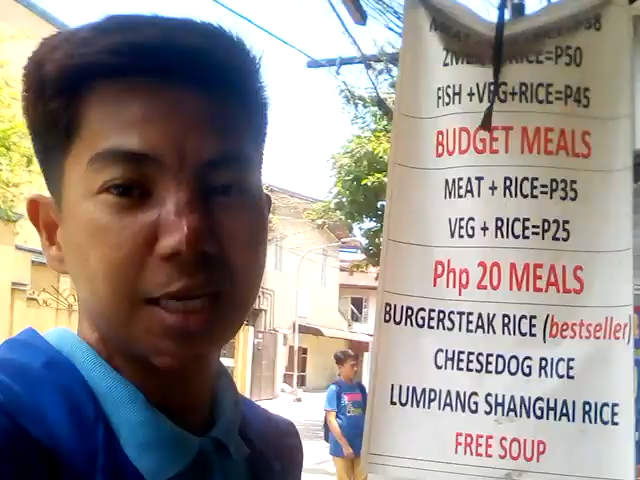 MEAT
2MEAT RICE=P50
FISH +VEG+RICE=P45
BUDGET MEALS
MEAT + RICE=P35
VEG + RICE=P25
Php 20 MEALS
BURGERSTEAK RICE (bestseller)
CHEESEDOG RICE
LUMPIANG SHANGHAI RICE
FREE SOUP